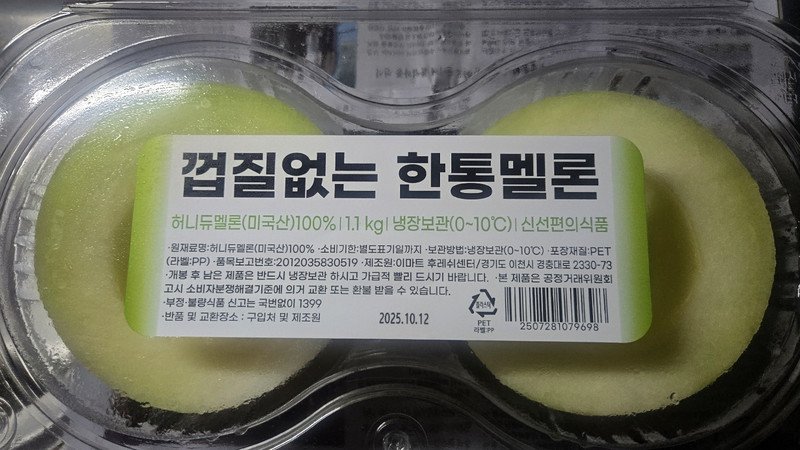 껍질없는 한통멜론
허니듀멜론(미국산)100% | 1.1 kg | 냉장보관(0~10℃) | 신선편의식품
·원재료명:허니듀멜론(미국산)100% ·소비기한:별도표기일까지 ·보관방법:냉장보관(0~10℃) ·포장재질:PET
(라벨:PP) ·품목보고번호:2012035830519 ·제조원:이마트 후레쉬센터/경기도 이천시 경충대로 2330-73
·개봉 후 남은 제품은 반드시 냉장보관 하시고 가급적 빨리 드시기 바랍니다. ·본 제품은 공정거래위원회
고시 소비자분쟁해결기준에 의거 교환 또는 환불 받을 수 있습니다.
·부정·불량식품 신고는 국번없이 1399
·반품 및 교환장소 : 구입처 및 제조원
2025.10.12
플라스틱
PET
라벨:PP
2507281079698